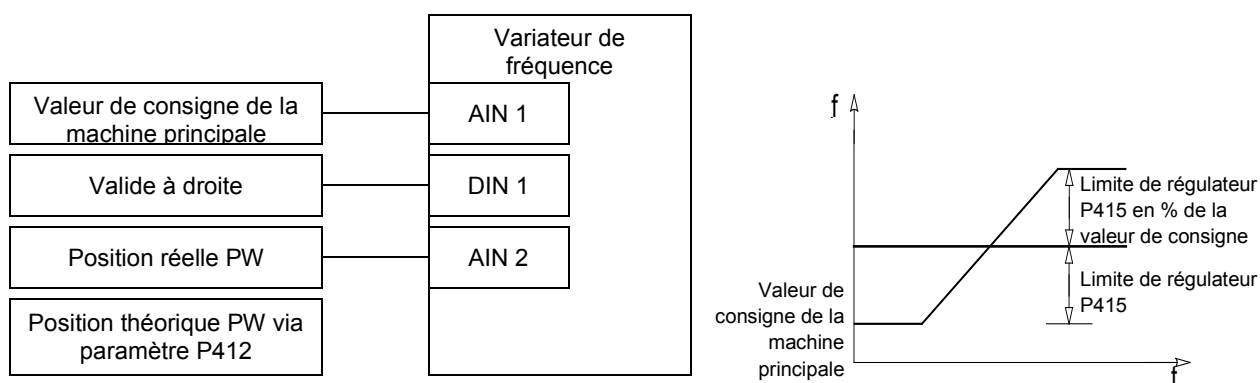 Variateur de
fréquence
Valeur de consigne de la
machine principale
AIN 1
Valide à droite
DIN 1
Position réelle PW
AIN 2
Position théorique PW via
paramètre P412
f
Limite de régulateur
P415 en % de la
valeur de consigne
Limite de régulateur
P415
Valeur de
consigne de la
machine
principale
f